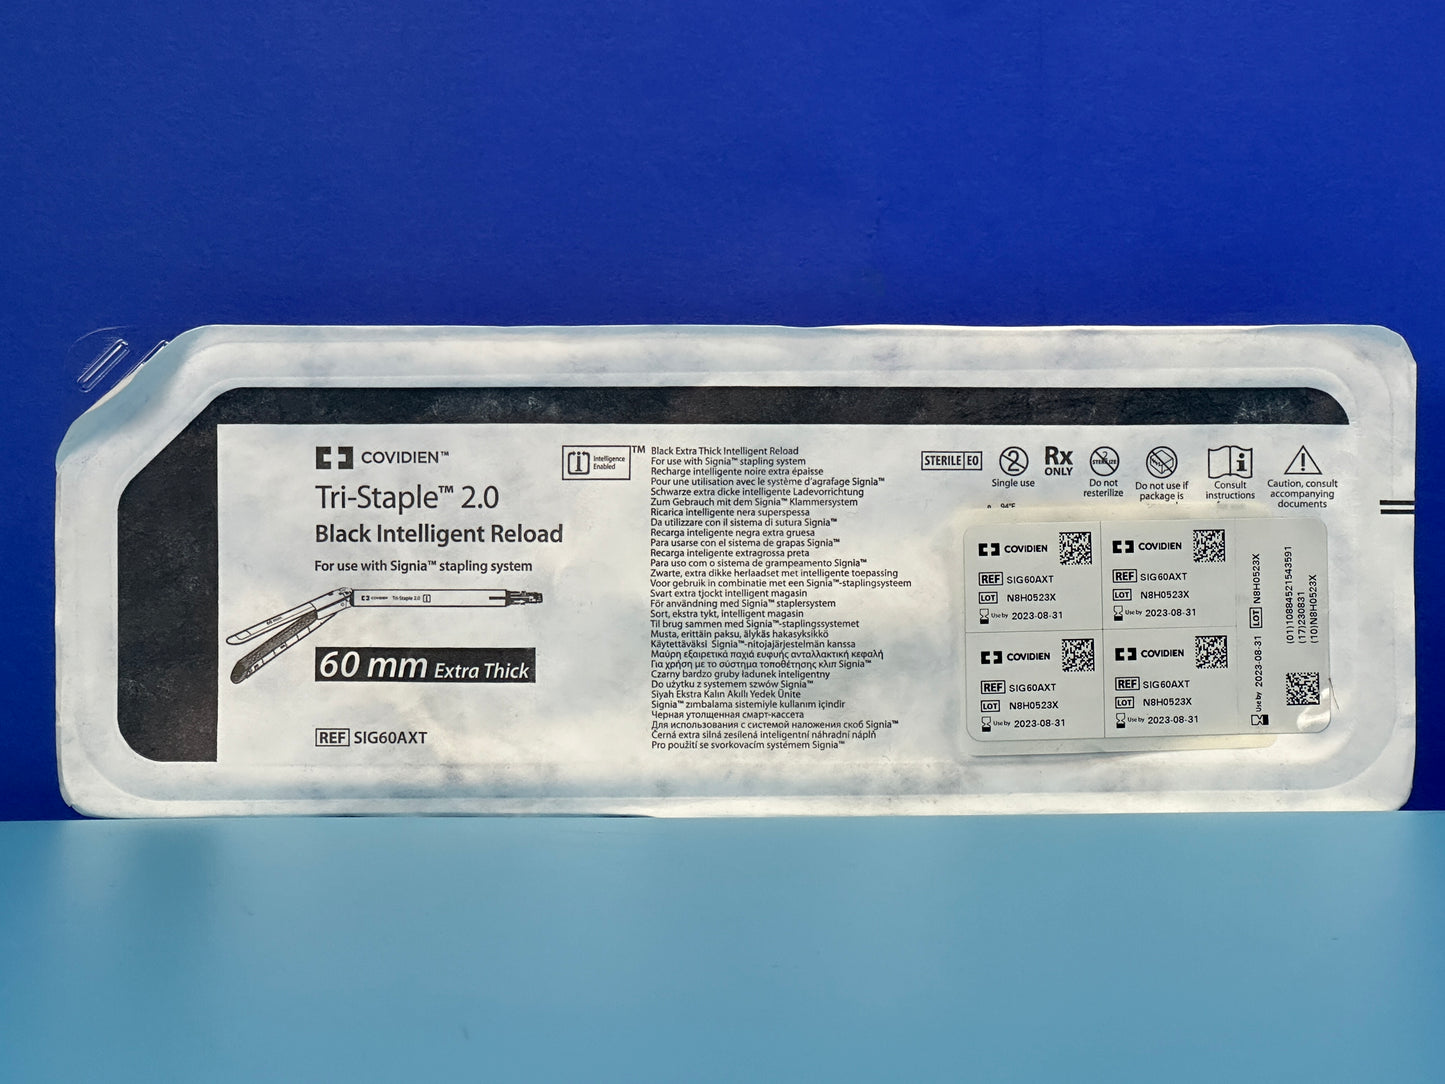 COVIDIEN™
Tri-Staple™ 2.0
Black Intelligent Reload
For use with Signia™ stapling system
COVIDIEN Tri-Staple 2.0
60 mm
60 mm Extra Thick
REF SIG60AXT
Intelligence
Enabled
TM
Black Extra Thick Intelligent Reload
For use with Signia™ stapling system
Recharge intelligente noire extra épaisse
Pour une utilisation avec le système d'agrafage Signia™
Schwarze extra dicke intelligente Ladevorrichtung
Zum Gebrauch mit dem Signia™ Klammersystem
Ricarica intelligente nera superspessa
Da utilizzare con il sistema di sutura Signia™
Recarga inteligente negra extra gruesa
Para usarse con el sistema de grapas Signia™
Recarga inteligente extragrossa preta
Para uso com o sistema de grampeamento Signia™
Zwarte, extra dikke herlaadset met intelligente toepassing
Voor gebruik in combinatie met een Signia™-staplingsysteem
Svart extra tjockt intelligent magasin
För användning med Signia™ staplersystem
Sort, ekstra tykt, intelligent magasin
Til brug sammen med Signia™-staplingssystemet
Musta, erittäin paksu, älykäs hakasyksikkö
Käytettäväksi Signia™-nitojajärjestelmän kanssa
Μαύρη εξαιρετικά παχιά ευφυής ανταλλακτική κεφαλή
Για χρήση με το σύστημα τοποθέτησης κλιπ Signia™
Czarny bardzo gruby ładunek inteligentny
Do użytku z systemem szwów Signia™
Siyah Ekstra Kalın Akıllı Yedek Ünite
Signia™ zımbalama sistemiyle kullanım içindir
Черная утолщенная смарт-кассета
Для использования с системой наложения скоб Signia™
Černá extra silná zesílená inteligentní náhradní náplň
Pro použití se svorkovacím systémem Signia™
STERILE EO
2
Single use
Rx
ONLY
STERILIZE
Do not
resterilize
Do not use if
package is
Consult
instructions
Caution, consult
accompanying
documents
94°F
COVIDIEN
REF SIG60AXT
LOT N8H0523X
Use by 2023-08-31
COVIDIEN
REF SIG60AXT
LOT N8H0523X
Use by 2023-08-31
COVIDIEN
REF SIG60AXT
LOT N8H0523X
Use by 2023-08-31
COVIDIEN
REF SIG60AXT
LOT N8H0523X
Use by 2023-08-31
Use by 2023-08-31 LOT N8H0523X
(01)10884521543591
(17)230831
(10)N8H0523X